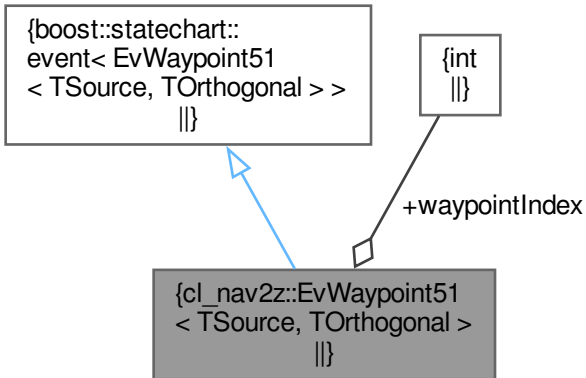 {boost::statechart::
event< EvWaypoint51
< TSource, TOrthogonal > >
||}
{int
||}
+waypointIndex
{cl_nav2z::EvWaypoint51
< TSource, TOrthogonal >
||}